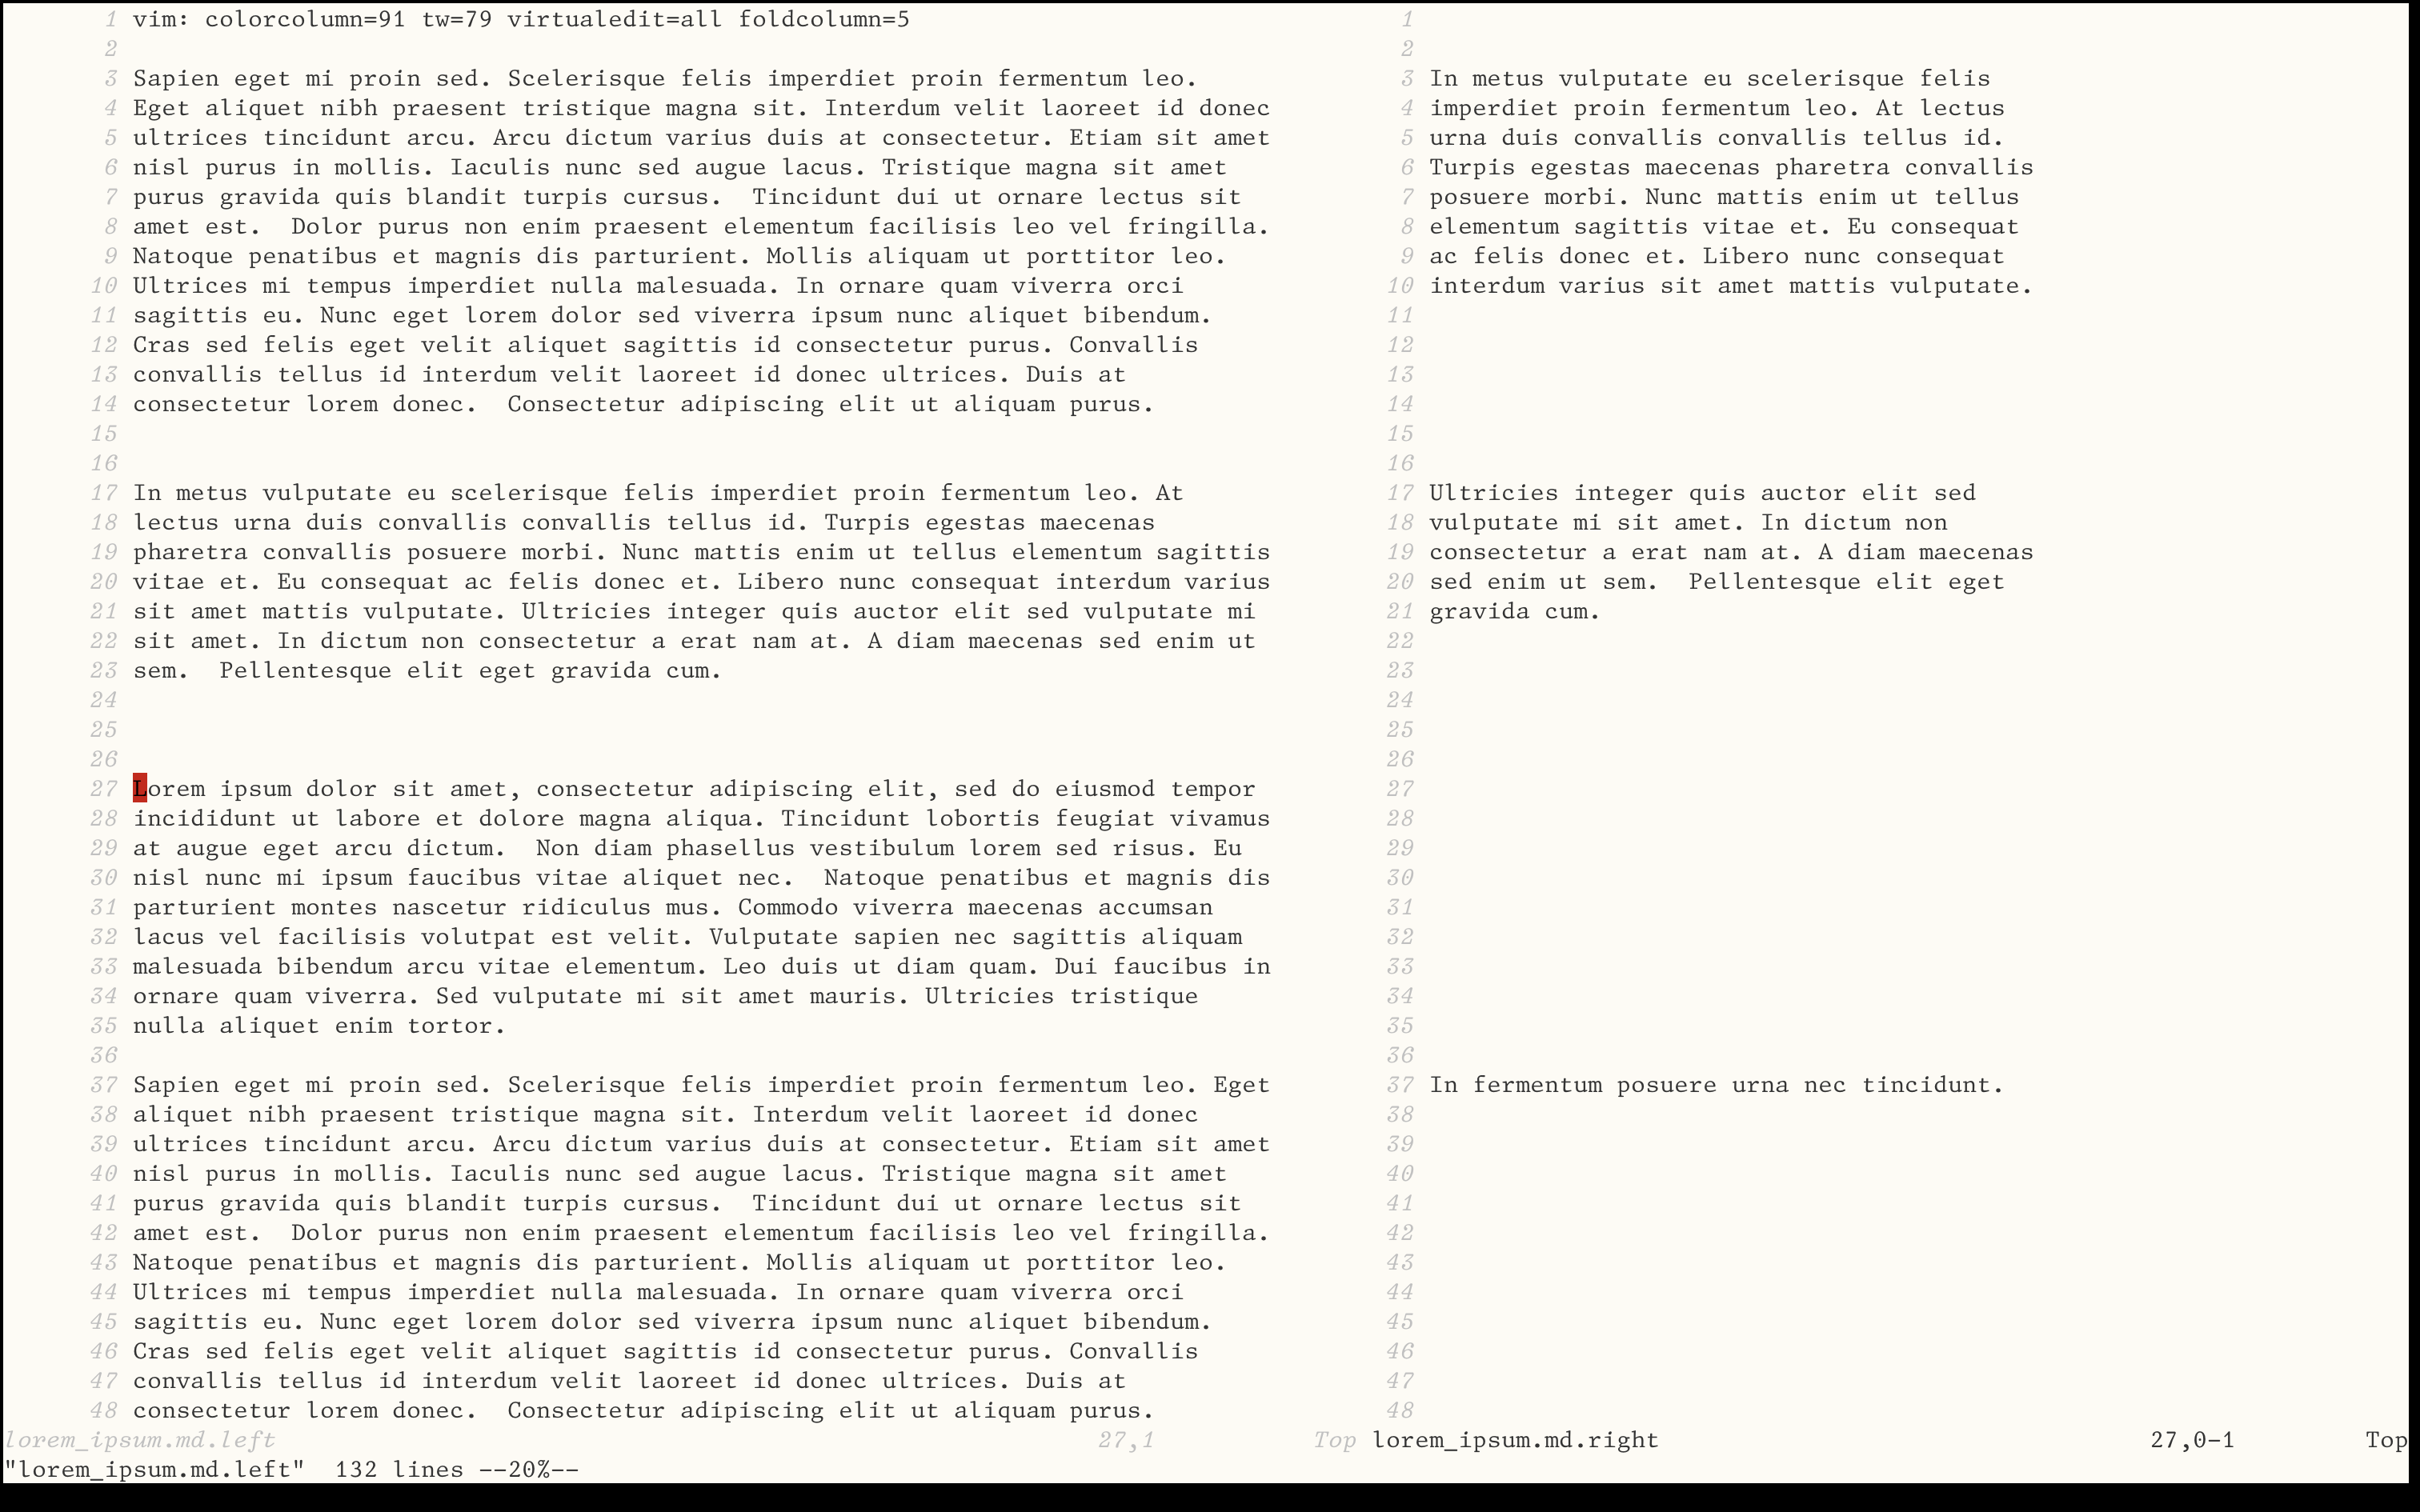 1 vim: colorcolumn=91 tw=79 virtualedit=all foldcolumn=5
2
3 Sapien eget mi proin sed. Scelerisque felis imperdiet proin fermentum leo.
4 Eget aliquet nibh praesent tristique magna sit. Interdum velit laoreet id donec
5 ultrices tincidunt arcu. Arcu dictum varius duis at consectetur. Etiam sit amet
6 nisl purus in mollis. Iaculis nunc sed augue lacus. Tristique magna sit amet
7 purus gravida quis blandit turpis cursus.  Tincidunt dui ut ornare lectus sit
8 amet est.  Dolor purus non enim praesent elementum facilisis leo vel fringilla.
9 Natoque penatibus et magnis dis parturient. Mollis aliquam ut porttitor leo.
10 Ultrices mi tempus imperdiet nulla malesuada. In ornare quam viverra orci
11 sagittis eu. Nunc eget lorem dolor sed viverra ipsum nunc aliquet bibendum.
12 Cras sed felis eget velit aliquet sagittis id consectetur purus. Convallis
13 convallis tellus id interdum velit laoreet id donec ultrices. Duis at
14 consectetur lorem donec.  Consectetur adipiscing elit ut aliquam purus.
15
16
17 In metus vulputate eu scelerisque felis imperdiet proin fermentum leo. At
18 lectus urna duis convallis convallis tellus id. Turpis egestas maecenas
19 pharetra convallis posuere morbi. Nunc mattis enim ut tellus elementum sagittis
20 vitae et. Eu consequat ac felis donec et. Libero nunc consequat interdum varius
21 sit amet mattis vulputate. Ultricies integer quis auctor elit sed vulputate mi
22 sit amet. In dictum non consectetur a erat nam at. A diam maecenas sed enim ut
23 sem.  Pellentesque elit eget gravida cum.
24
25
26
27 Lorem ipsum dolor sit amet, consectetur adipiscing elit, sed do eiusmod tempor
28 incididunt ut labore et dolore magna aliqua. Tincidunt lobortis feugiat vivamus
29 at augue eget arcu dictum.  Non diam phasellus vestibulum lorem sed risus. Eu
30 nisl nunc mi ipsum faucibus vitae aliquet nec.  Natoque penatibus et magnis dis
31 parturient montes nascetur ridiculus mus. Commodo viverra maecenas accumsan
32 lacus vel facilisis volutpat est velit. Vulputate sapien nec sagittis aliquam
33 malesuada bibendum arcu vitae elementum. Leo duis ut diam quam. Dui faucibus in
34 ornare quam viverra. Sed vulputate mi sit amet mauris. Ultricies tristique
35 nulla aliquet enim tortor.
36
37 Sapien eget mi proin sed. Scelerisque felis imperdiet proin fermentum leo. Eget
38 aliquet nibh praesent tristique magna sit. Interdum velit laoreet id donec
39 ultrices tincidunt arcu. Arcu dictum varius duis at consectetur. Etiam sit amet
40 nisl purus in mollis. Iaculis nunc sed augue lacus. Tristique magna sit amet
41 purus gravida quis blandit turpis cursus.  Tincidunt dui ut ornare lectus sit
42 amet est.  Dolor purus non enim praesent elementum facilisis leo vel fringilla.
43 Natoque penatibus et magnis dis parturient. Mollis aliquam ut porttitor leo.
44 Ultrices mi tempus imperdiet nulla malesuada. In ornare quam viverra orci
45 sagittis eu. Nunc eget lorem dolor sed viverra ipsum nunc aliquet bibendum.
46 Cras sed felis eget velit aliquet sagittis id consectetur purus. Convallis
47 convallis tellus id interdum velit laoreet id donec ultrices. Duis at
48 consectetur lorem donec.  Consectetur adipiscing elit ut aliquam purus.
lorem_ipsum.md.left 27,1 Top
1
2
3 In metus vulputate eu scelerisque felis
4 imperdiet proin fermentum leo. At lectus
5 urna duis convallis convallis tellus id.
6 Turpis egestas maecenas pharetra convallis
7 posuere morbi. Nunc mattis enim ut tellus
8 elementum sagittis vitae et. Eu consequat
9 ac felis donec et. Libero nunc consequat
10 interdum varius sit amet mattis vulputate.
11
12
13
14
15
16
17 Ultricies integer quis auctor elit sed
18 vulputate mi sit amet. In dictum non
19 consectetur a erat nam at. A diam maecenas
20 sed enim ut sem.  Pellentesque elit eget
21 gravida cum.
22
23
24
25
26
27
28
29
30
31
32
33
34
35
36
37 In fermentum posuere urna nec tincidunt.
38
39
40
41
42
43
44
45
46
47
48
lorem_ipsum.md.right 27,0-1 Top
"lorem_ipsum.md.left"  132 lines --20%--